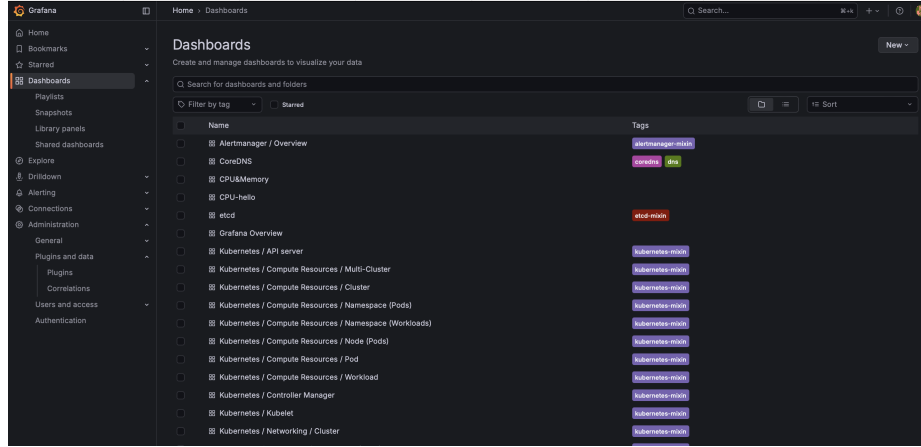 Grafana
Home › Dashboards
Search...
⌘+k
Home
Bookmarks
Starred
Dashboards
Playlists
Snapshots
Library panels
Shared dashboards
Explore
Drilldown
Alerting
Connections
Administration
General
Plugins and data
Plugins
Correlations
Users and access
Authentication
Dashboards
New
Create and manage dashboards to visualize your data
Search for dashboards and folders
Filter by tag
Starred
Sort
Name Tags
Alertmanager / Overview alertmanager-mixin
CoreDNS coredns dns
CPU&Memory
CPU-hello
etcd etcd-mixin
Grafana Overview
Kubernetes / API server kubernetes-mixin
Kubernetes / Compute Resources / Multi-Cluster kubernetes-mixin
Kubernetes / Compute Resources / Cluster kubernetes-mixin
Kubernetes / Compute Resources / Namespace (Pods) kubernetes-mixin
Kubernetes / Compute Resources / Namespace (Workloads) kubernetes-mixin
Kubernetes / Compute Resources / Node (Pods) kubernetes-mixin
Kubernetes / Compute Resources / Pod kubernetes-mixin
Kubernetes / Compute Resources / Workload kubernetes-mixin
Kubernetes / Controller Manager kubernetes-mixin
Kubernetes / Kubelet kubernetes-mixin
Kubernetes / Networking / Cluster kubernetes-mixin